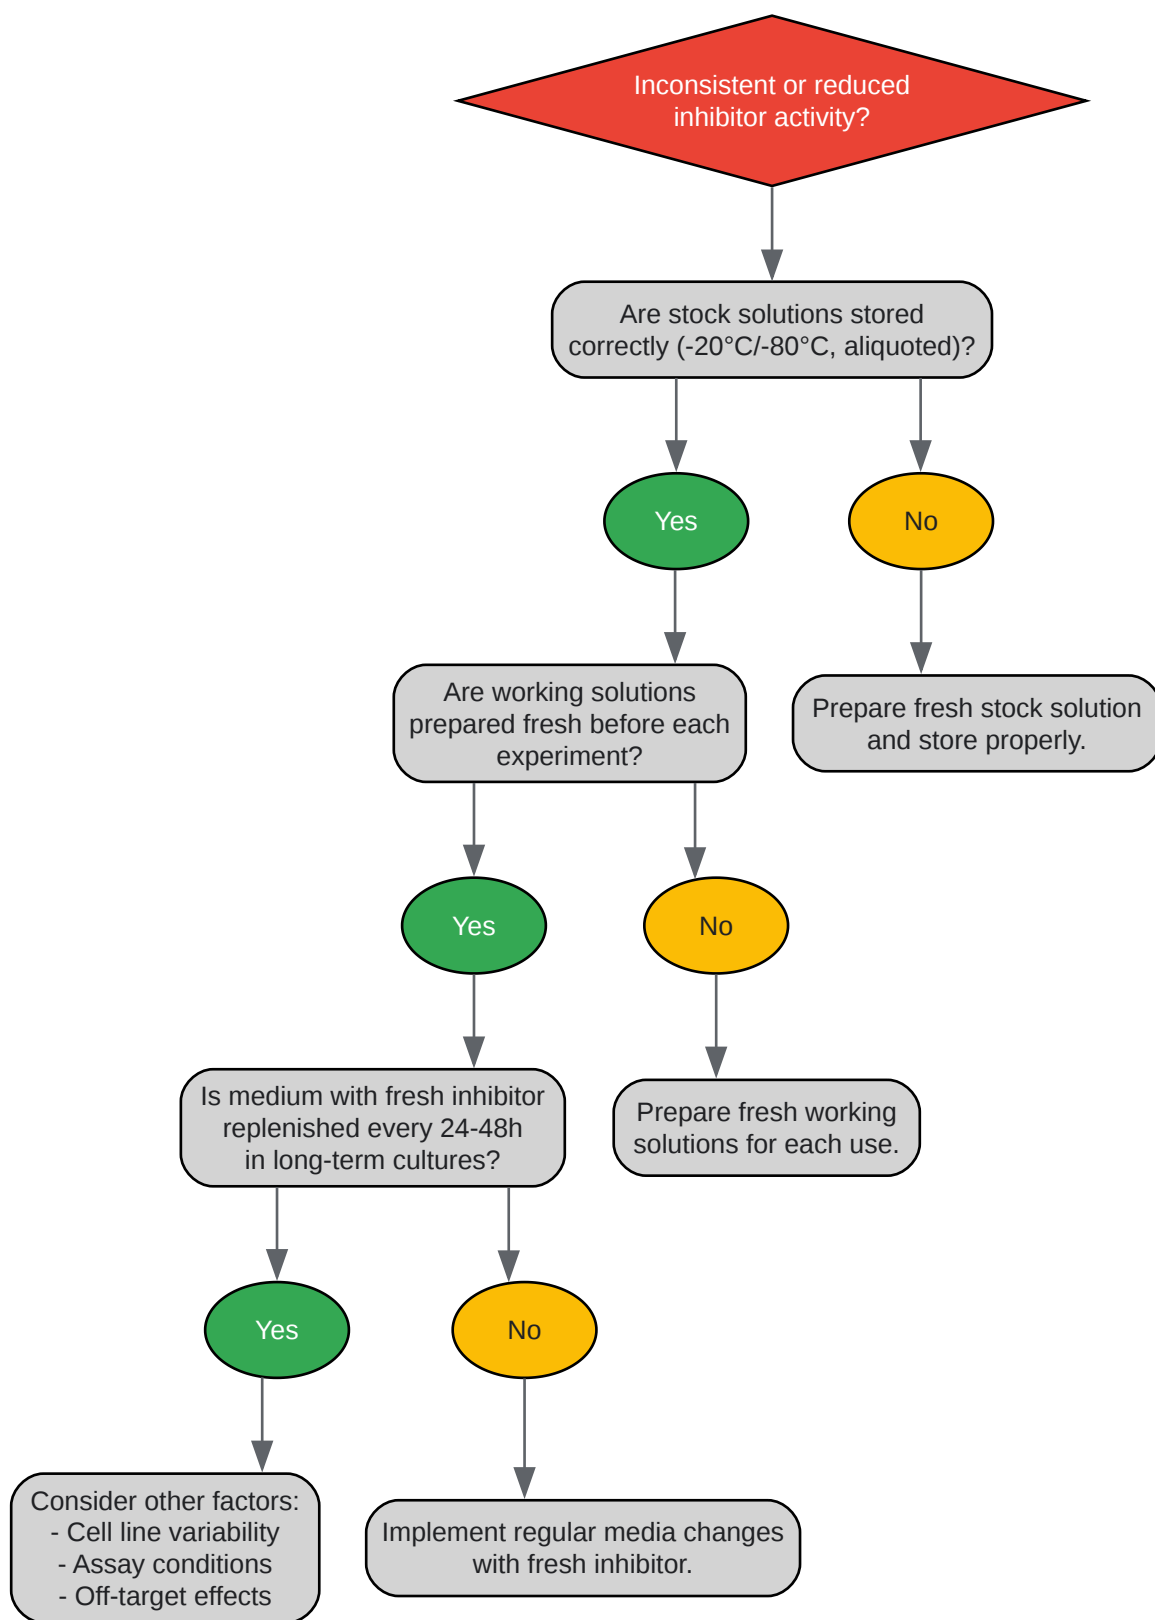 Inconsistent or reduced
inhibitor activity?
Are stock solutions stored
correctly (-20°C/-80°C, aliquoted)?
Yes
No
Are working solutions
prepared fresh before each
experiment?
Prepare fresh stock solution
and store properly.
Yes
No
Is medium with fresh inhibitor
replenished every 24-48h
in long-term cultures?
Prepare fresh working
solutions for each use.
Yes
No
Consider other factors:
- Cell line variability
- Assay conditions
- Off-target effects
Implement regular media changes
with fresh inhibitor.